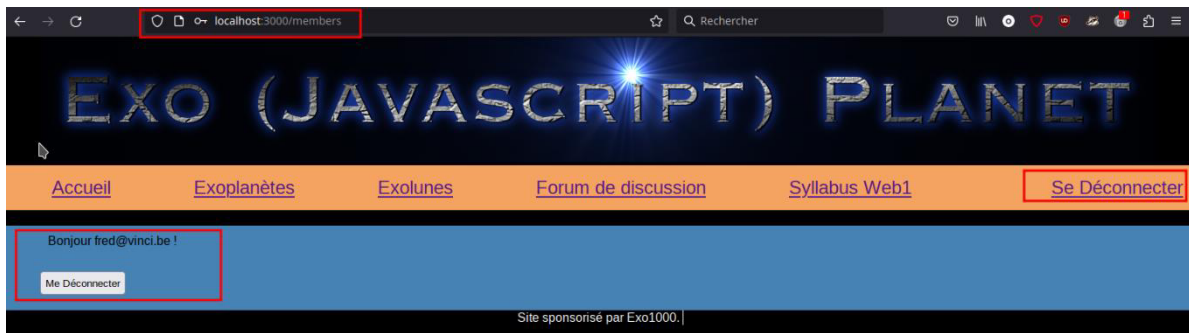 localhost:3000/members
Rechercher
1
EXO (JAVASCRIPT) PLANET
Accueil Exoplanètes Exolunes Forum de discussion Syllabus Web1 Se Déconnecter
Bonjour fred@vinci.be !
Me Déconnecter
Site sponsorisé par Exo1000.